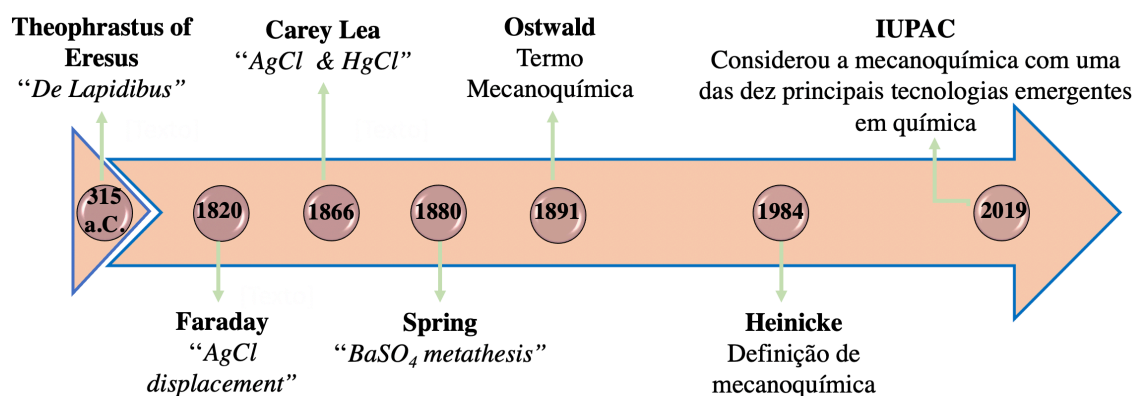 Theophrastus of
Eresus
“De Lapidibus”
Carey Lea
“AgCl & HgCl”
Ostwald
Termo
Mecanoquímica
IUPAC
Considerou a mecanoquímica com uma
das dez principais tecnologias emergentes
em química
315
a.C.
1820
1866
1880
1891
1984
2019
Faraday
“AgCl
displacement”
Spring
“BaSO4 metathesis”
Heinicke
Definição de
mecanoquímica